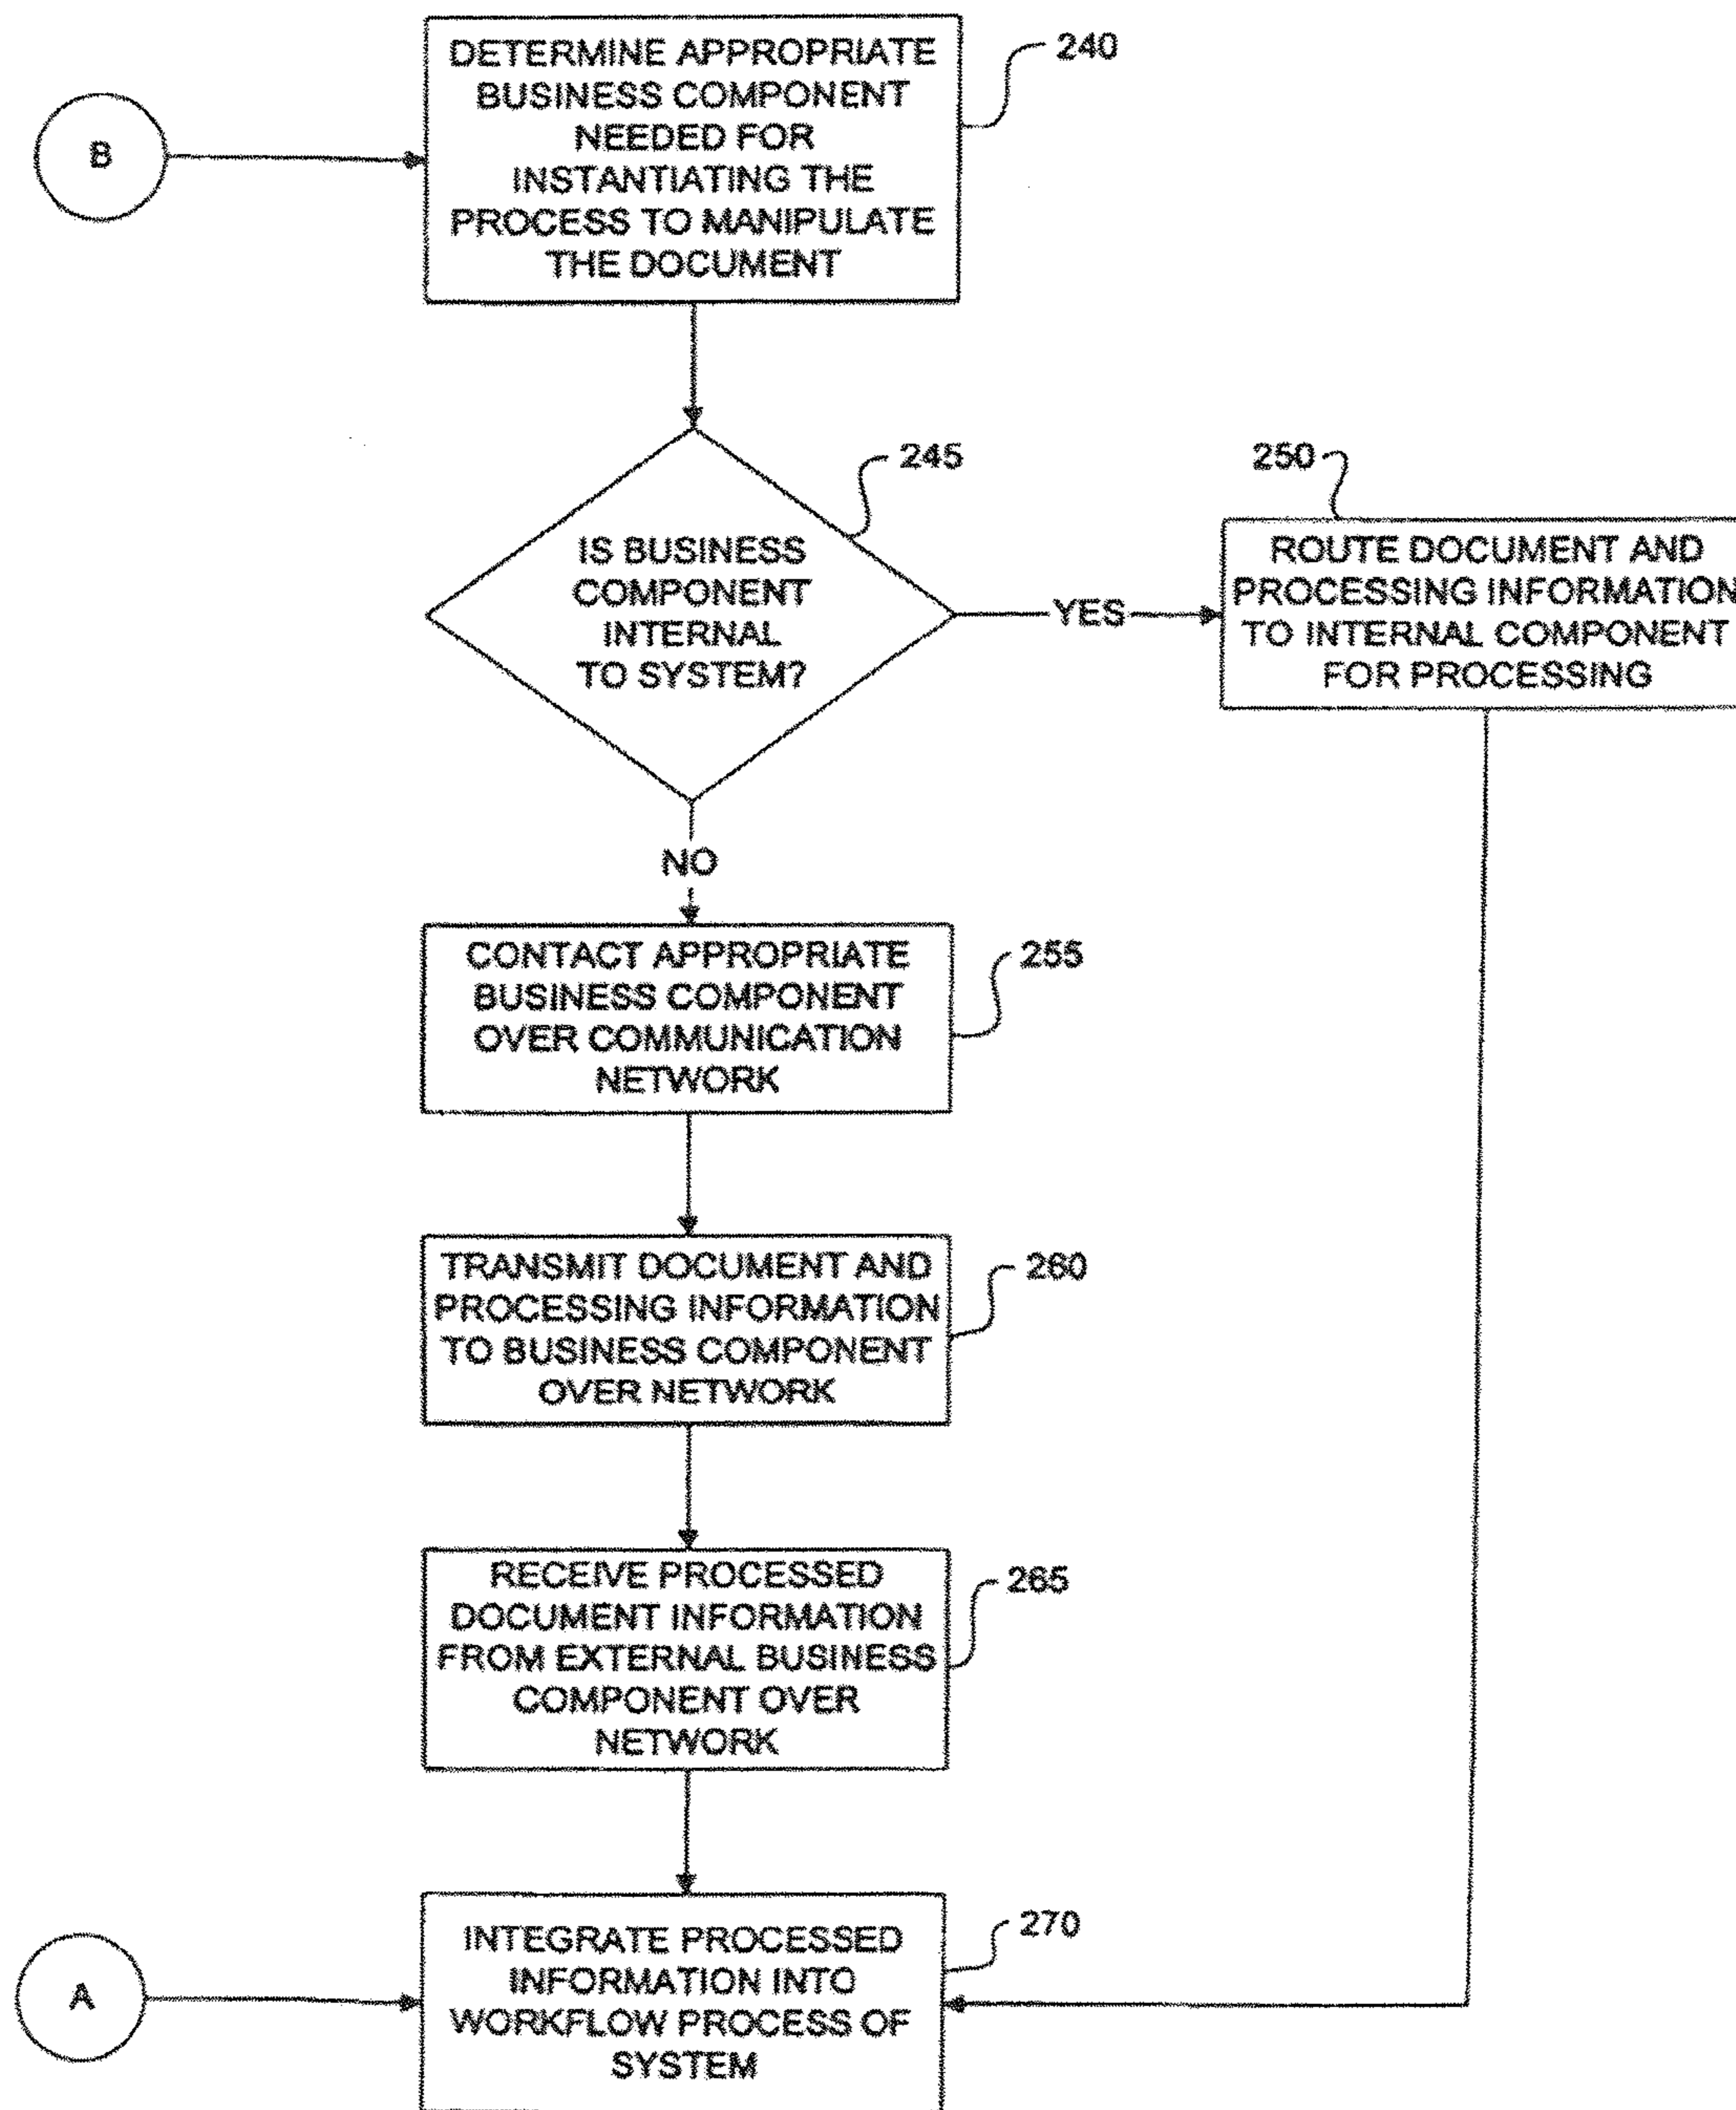 DETERMINE APPROPRIATE
BUSINESS COMPONENT
NEEDED FOR
INSTANTIATING THE
PROCESS TO MANIPULATE
THE DOCUMENT
240
B
IS BUSINESS
COMPONENT
INTERNAL
TO SYSTEM?
245
YES
250
ROUTE DOCUMENT AND
PROCESSING INFORMATION
TO INTERNAL COMPONENT
FOR PROCESSING
NO
CONTACT APPROPRIATE
BUSINESS COMPONENT
OVER COMMUNICATION
NETWORK
255
TRANSMIT DOCUMENT AND
PROCESSING INFORMATION
TO BUSINESS COMPONENT
OVER NETWORK
260
RECEIVE PROCESSED
DOCUMENT INFORMATION
FROM EXTERNAL BUSINESS
COMPONENT OVER
NETWORK
265
A
INTEGRATE PROCESSED
INFORMATION INTO
WORKFLOW PROCESS OF
SYSTEM
270